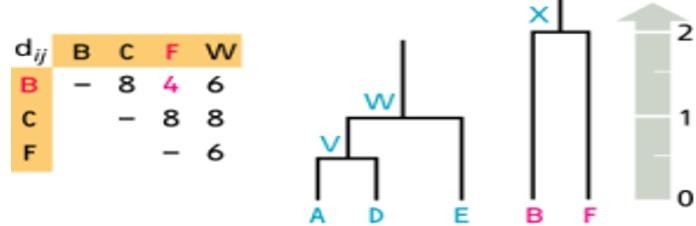 dij B C F W
B – 8 4 6
C – 8 8
F – 6
X
2
W
1
V
0
A D E B F